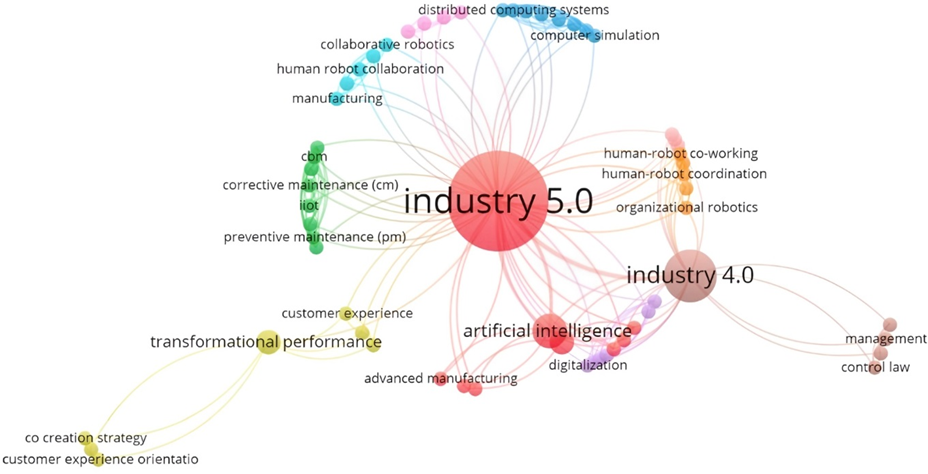 distributed computing systems
computer simulation
collaborative robotics
human robot collaboration
manufacturing
cbm
corrective maintenance (cm)
iiot
preventive maintenance (pm)
industry 5.0
human-robot co-working
human-robot coordination
organizational robotics
industry 4.0
customer experience
transformational performance
artificial intelligence
digitalization
advanced manufacturing
management
control law
co creation strategy
customer experience orientatio